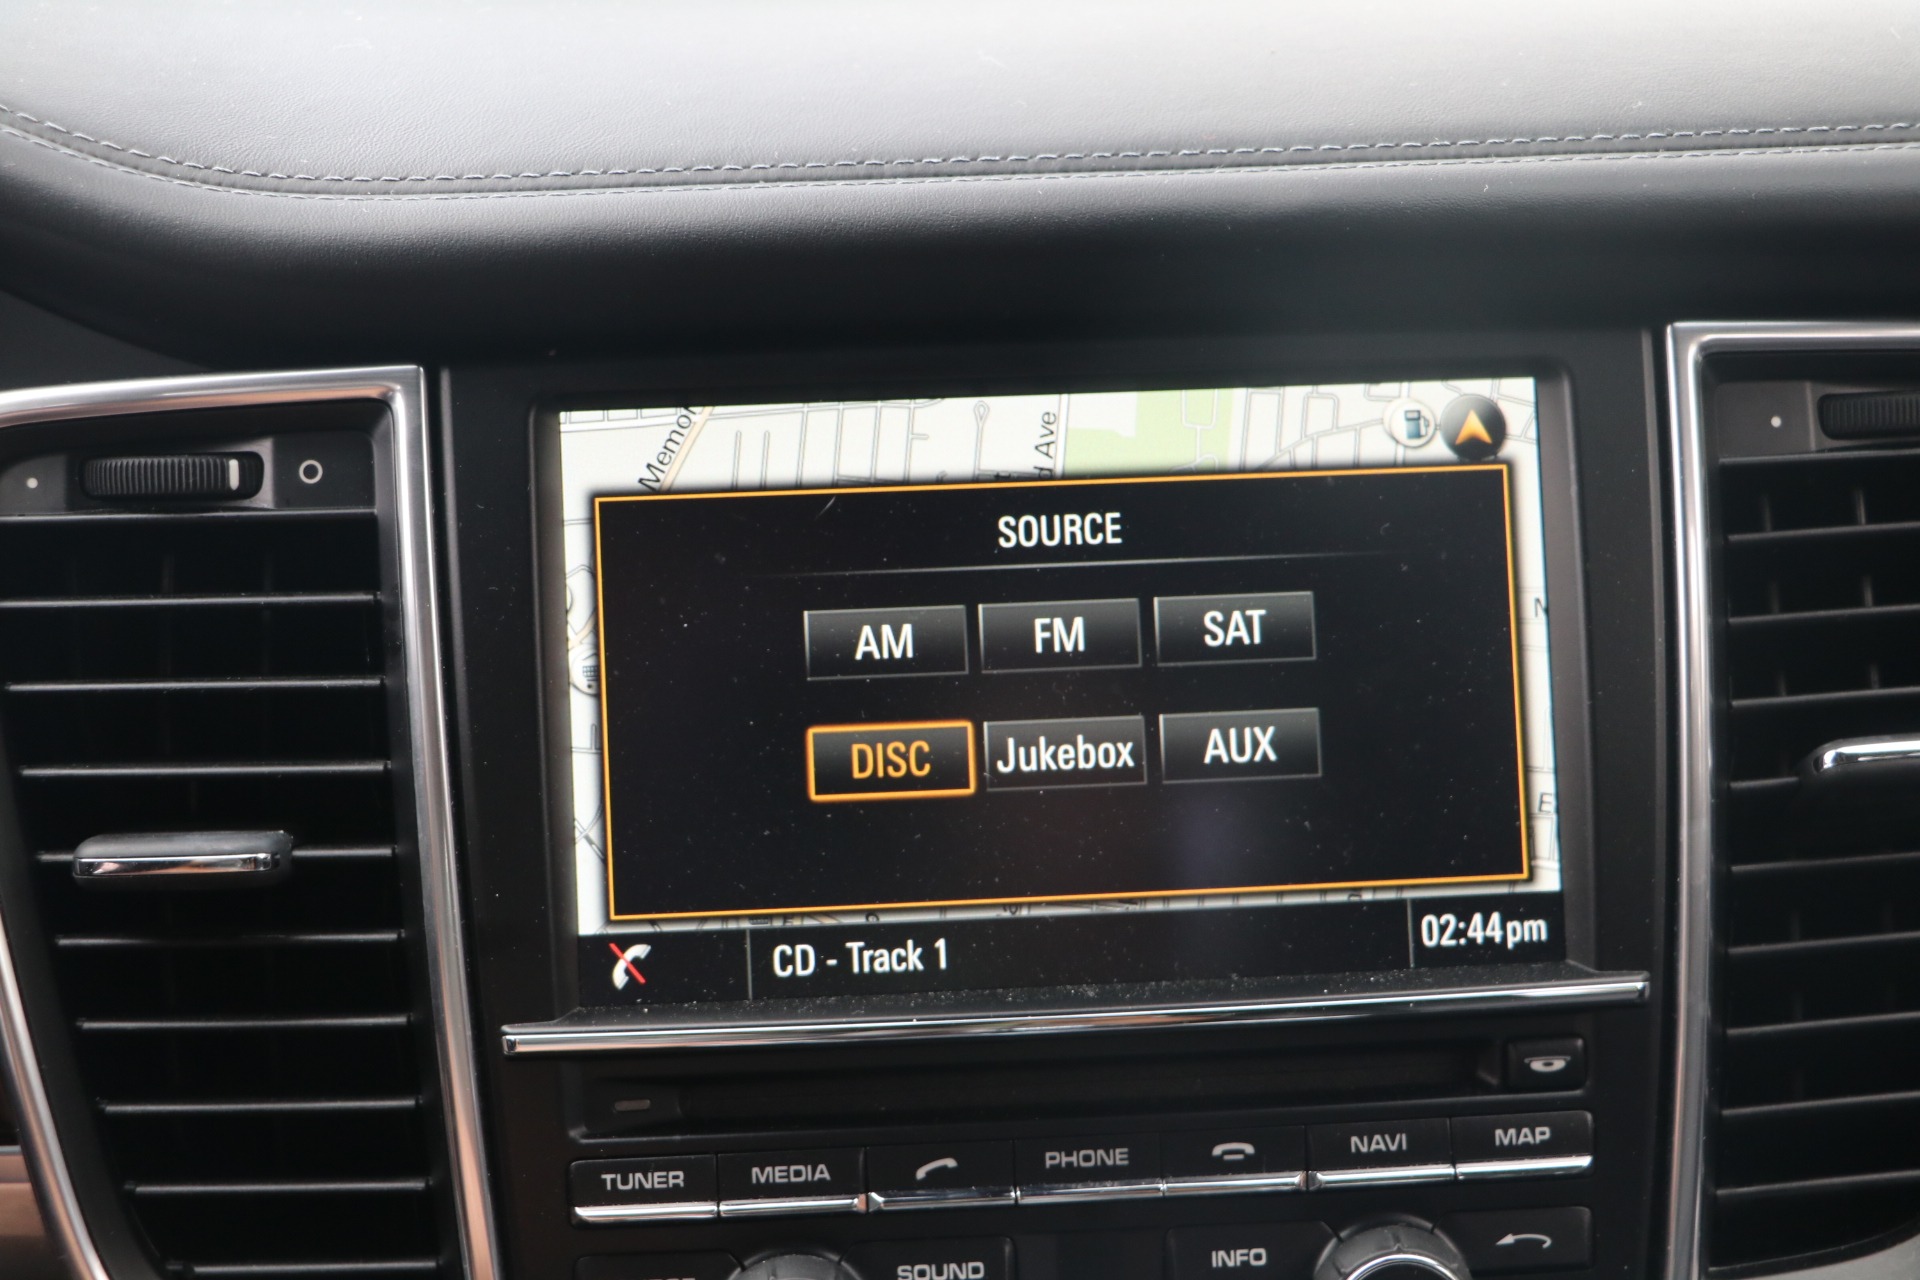 Memor
d Ave
SOURCE
AM FM SAT
DISC Jukebox AUX
N
E
CD - Track 1
02:44pm
TUNER MEDIA PHONE NAVI MAP
SOUND INFO